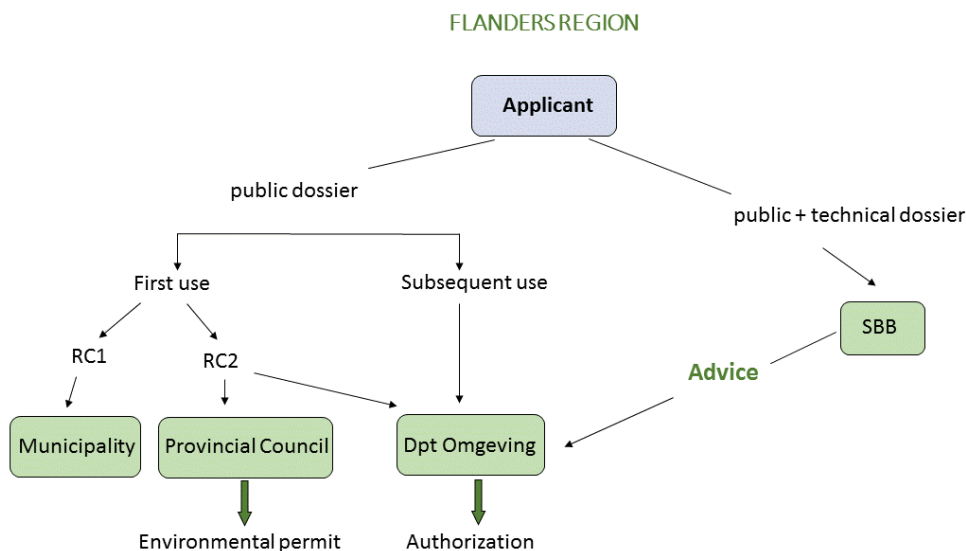 FLANDERS REGION
Applicant
public dossier
public + technical dossier
First use
Subsequent use
SBB
RC1
RC2
Advice
Municipality
Provincial Council
Dpt Omgeving
Environmental permit
Authorization